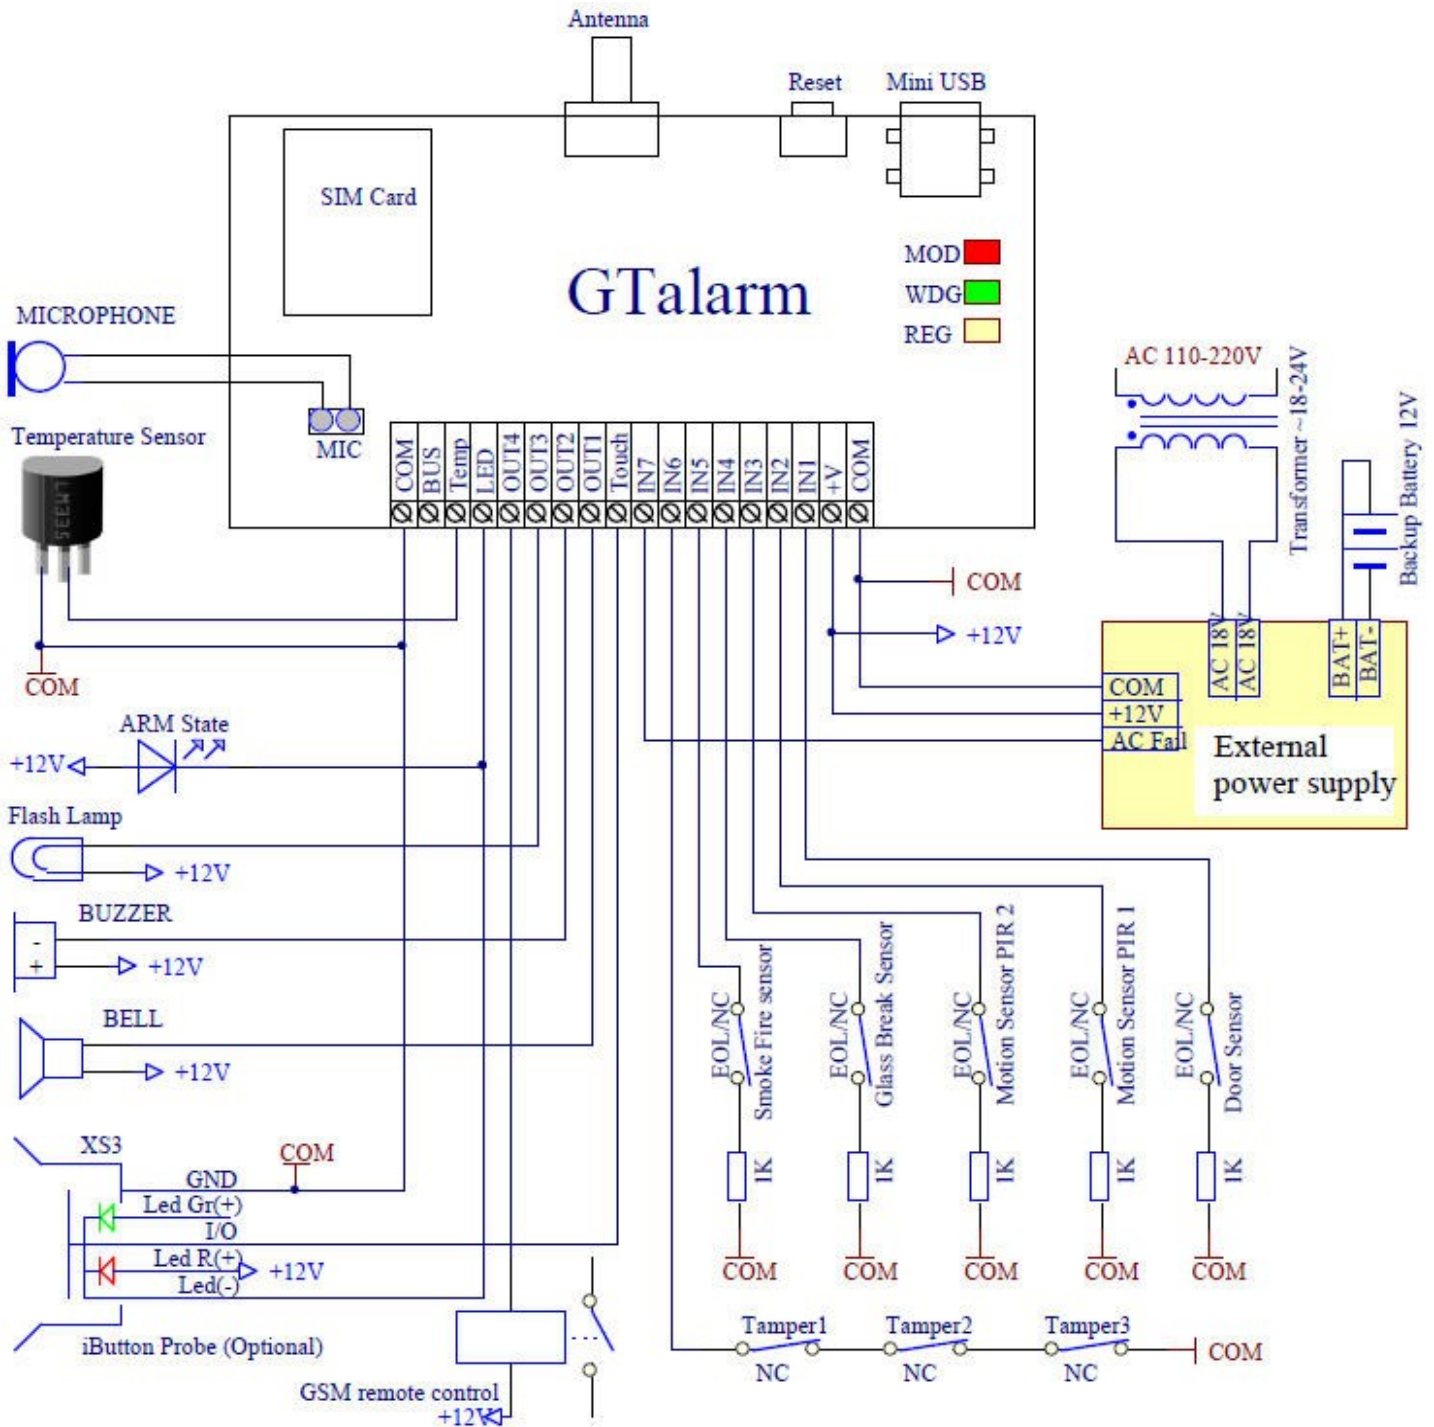 Antenna
Reset
Mini USB
SIM Card
GTalarm
MOD
WDG
REG
MICROPHONE
MIC
Temperature Sensor
COM
BUS
Temp
LED
OUT4
OUT3
OUT2
OUT1
Touch
IN7
IN6
IN5
IN4
IN3
IN2
IN1
+V
COM
AC 110-220V
Transformer ~18-24V
Backup Battery 12V
COM
+12V
COM
AC 18V
AC 18V
BAT+
BAT-
COM
+12V
AC Fail
External
power supply
ARM State
+12V
Flash Lamp
+12V
BUZZER
-
+
+12V
BELL
+12V
EOL/NC
Smoke Fire sensor
EOL/NC
Glass Break Sensor
EOL/NC
Motion Sensor PIR 2
EOL/NC
Motion Sensor PIR 1
EOL/NC
Door Sensor
1K
1K
1K
1K
1K
COM
COM
COM
COM
COM
XS3
COM
GND
Led Gr(+)
I/O
Led R(+)
+12V
Led(-)
iButton Probe (Optional)
GSM remote control
+12V
Tamper1
Tamper2
Tamper3
NC
NC
NC
COM